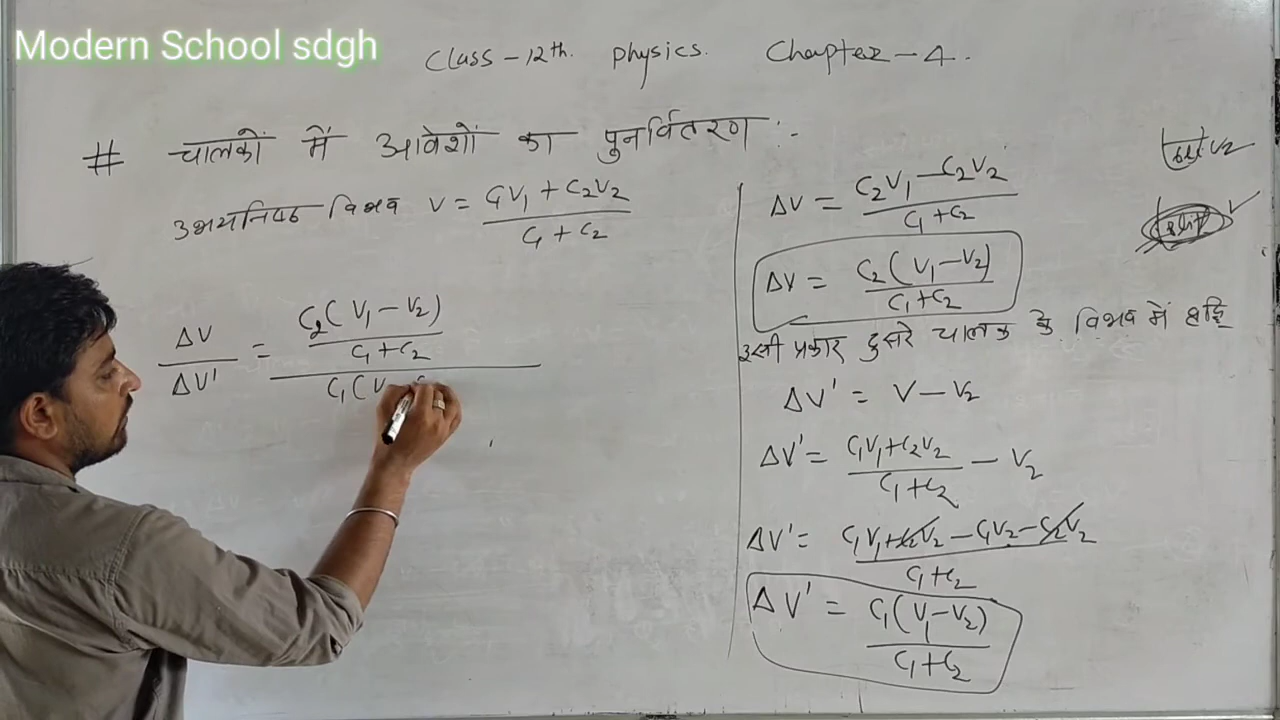 Modern School sdgh
Class - 12th. physics. Chapter - 4.
# चालकों में आवेशों का पुनर्वितरण :-
उभयनिष्ठ विभव V = C₁V₁ + C₂V₂ / C₁ + C₂
ΔV / ΔV' = C₂(V₁ - V₂) / C₁ + C₂
C₁(V
ΔV = C₂V₁ - C₂V₂ / C₁ + C₂
ΔV = C₂(V₁ - V₂) / C₁ + C₂
इसी प्रकार दुसरे चालक के विभव में
ΔV' = V - V₂
ΔV' = C₁V₁ + C₂V₂ / C₁ + C₂ - V₂
ΔV' = C₁V₁ + C₂V₂ - C₁V₂ - C₂V₂ / C₁ + C₂
ΔV' = C₁(V₁ - V₂) / C₁ + C₂